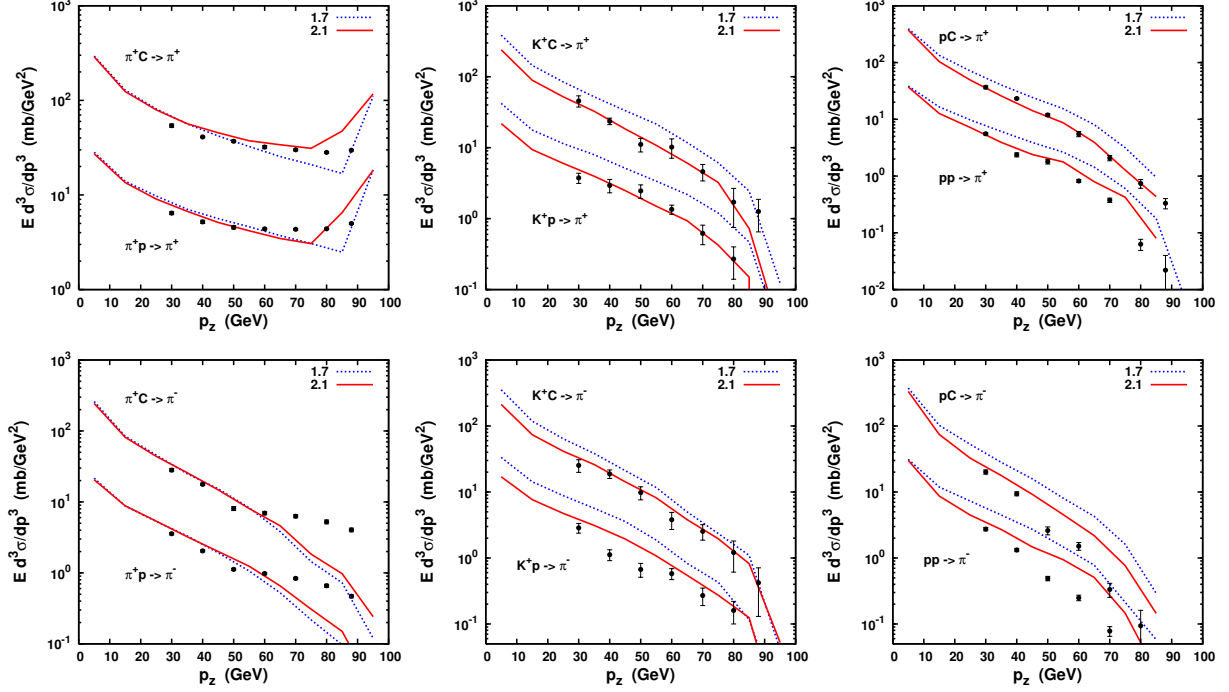 1.7
2.1
π⁺C -> π⁺
π⁺p -> π⁺
E d³σ/dp³ (mb/GeV²)
10³
10²
10¹
10⁰
0 10 20 30 40 50 60 70 80 90 100
p_z (GeV)
1.7
2.1
K⁺C -> π⁺
K⁺p -> π⁺
E d³σ/dp³ (mb/GeV²)
10³
10²
10¹
10⁰
10⁻¹
0 10 20 30 40 50 60 70 80 90 100
p_z (GeV)
1.7
2.1
pC -> π⁺
pp -> π⁺
E d³σ/dp³ (mb/GeV²)
10³
10²
10¹
10⁰
10⁻¹
10⁻²
0 10 20 30 40 50 60 70 80 90 100
p_z (GeV)
1.7
2.1
π⁺C -> π⁻
π⁺p -> π⁻
E d³σ/dp³ (mb/GeV²)
10³
10²
10¹
10⁰
10⁻¹
0 10 20 30 40 50 60 70 80 90 100
p_z (GeV)
1.7
2.1
K⁺C -> π⁻
K⁺p -> π⁻
E d³σ/dp³ (mb/GeV²)
10³
10²
10¹
10⁰
10⁻¹
0 10 20 30 40 50 60 70 80 90 100
p_z (GeV)
1.7
2.1
pC -> π⁻
pp -> π⁻
E d³σ/dp³ (mb/GeV²)
10³
10²
10¹
10⁰
10⁻¹
0 10 20 30 40 50 60 70 80 90 100
p_z (GeV)